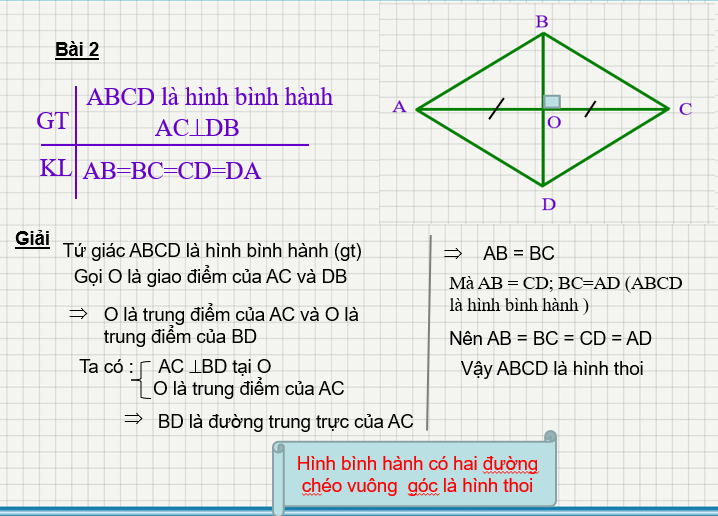 Bài 2
GT
ABCD là hình bình hành
AC⊥DB
KL
AB=BC=CD=DA
B
A
O
C
D
Giải
Tứ giác ABCD là hình bình hành (gt)
Gọi O là giao điểm của AC và DB
⇒ O là trung điểm của AC và O là
trung điểm của BD
Ta có : AC ⊥BD tại O
O là trung điểm của AC
⇒ BD là đường trung trực của AC
⇒ AB = BC
Mà AB = CD; BC=AD (ABCD
là hình bình hành )
Nên AB = BC = CD = AD
Vậy ABCD là hình thoi
Hình bình hành có hai đường
chéo vuông góc là hình thoi